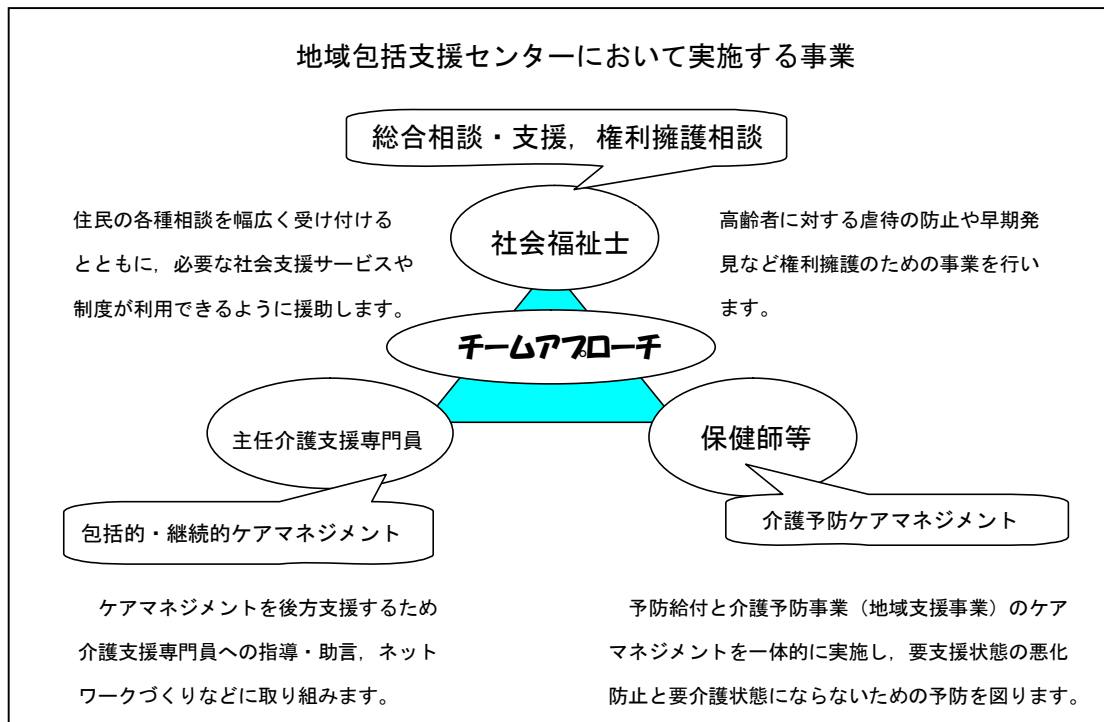 地域包括支援センターにおいて実施する事業
総合相談・支援，権利擁護相談
社会福祉士
住民の各種相談を幅広く受け付ける
とともに，必要な社会支援サービスや
制度が利用できるように援助します。
高齢者に対する虐待の防止や早期発
見など権利擁護のための事業を行い
ます。
チームアプローチ
主任介護支援専門員
保健師等
包括的・継続的ケアマネジメント
介護予防ケアマネジメント
ケアマネジメントを後方支援するため
介護支援専門員への指導・助言，ネット
ワークづくりなどに取り組みます。
予防給付と介護予防事業（地域支援事業）のケア
マネジメントを一体的に実施し，要支援状態の悪化
防止と要介護状態にならないための予防を図ります。